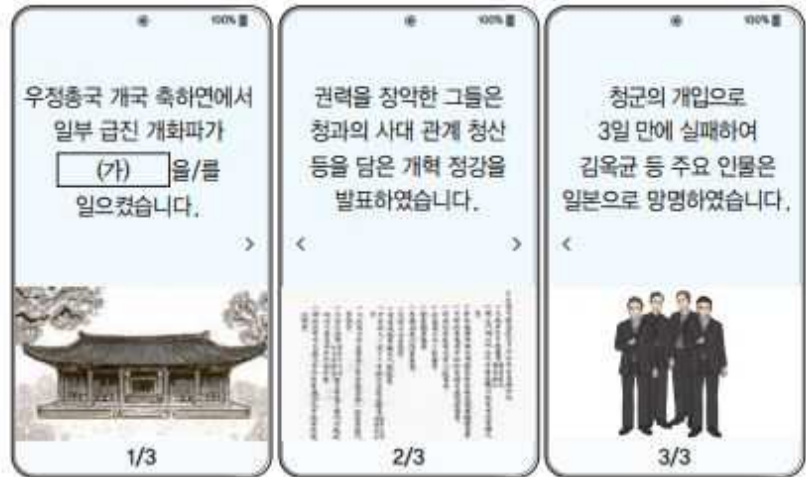 100%
우정총국 개국 축하연에서
일부 급진 개화파가
(가) 을/를
일으켰습니다.
1/3
100%
권력을 장악한 그들은
청과의 사대 관계 청산
등을 담은 개혁 정강을
발표하였습니다.
2/3
100%
청군의 개입으로
3일 만에 실패하여
김옥균 등 주요 인물은
일본으로 망명하였습니다.
3/3